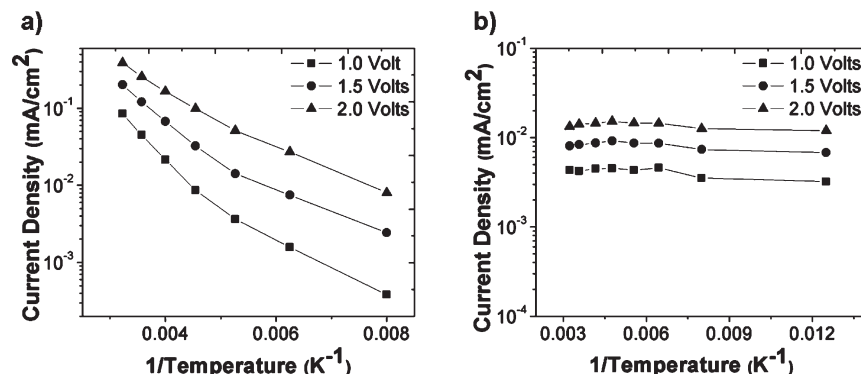 a)
Current Density (mA/cm²)
10⁻¹
10⁻²
10⁻³
1.0 Volt
1.5 Volts
2.0 Volts
0.004
0.006
0.008
1/Temperature (K⁻¹)
b)
Current Density (mA/cm²)
10⁻¹
10⁻²
10⁻³
10⁻⁴
1.0 Volts
1.5 Volts
2.0 Volts
0.003
0.006
0.009
0.012
1/Temperature (K⁻¹)